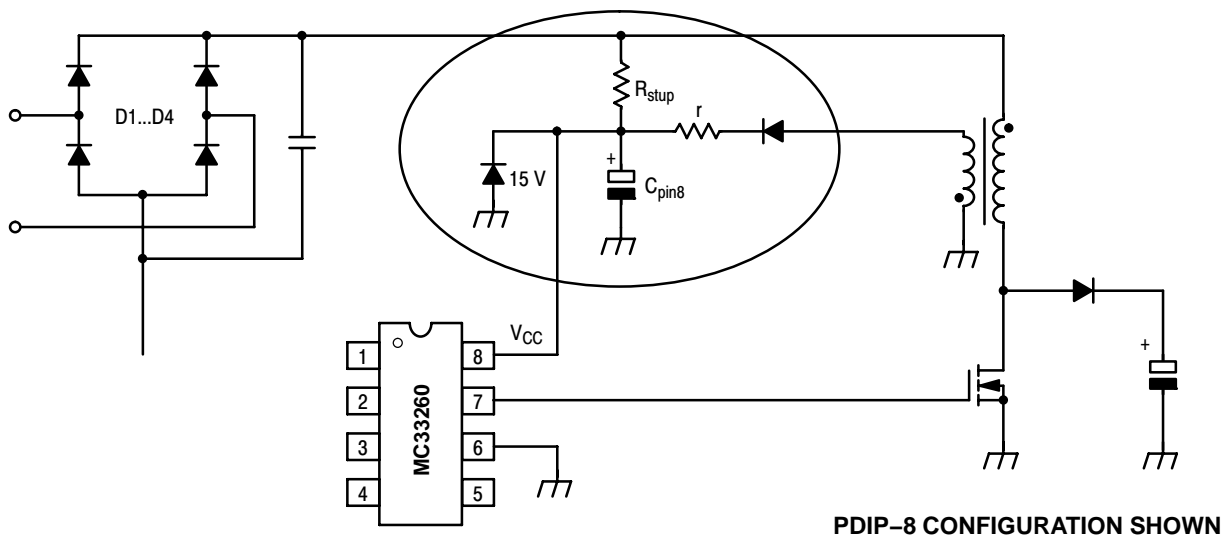 D1...D4
R_stup
r
+
15 V
C_pin8
V_CC
1
8
2
7
3
6
4
5
MC33260
+
PDIP–8 CONFIGURATION SHOWN